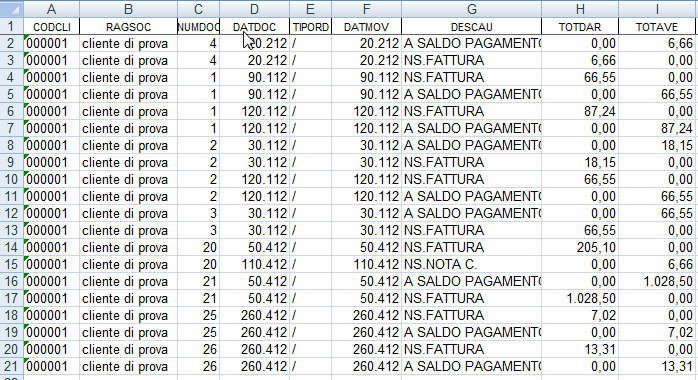 A B C D E F G H I
1 CODCLI RAGSOC NUMDOC DATDOC TIPORD DATMOV DESCAU TOTDAR TOTAVE
2 000001 cliente di prova 4 20.212 / 20.212 A SALDO PAGAMENTO 0,00 6,66
3 000001 cliente di prova 4 20.212 / 20.212 NS.FATTURA 6,66 0,00
4 000001 cliente di prova 1 90.112 / 90.112 NS.FATTURA 66,55 0,00
5 000001 cliente di prova 1 90.112 / 90.112 A SALDO PAGAMENTO 0,00 66,55
6 000001 cliente di prova 1 120.112 / 120.112 NS.FATTURA 87,24 0,00
7 000001 cliente di prova 1 120.112 / 120.112 A SALDO PAGAMENTO 0,00 87,24
8 000001 cliente di prova 2 30.112 / 30.112 A SALDO PAGAMENTO 0,00 18,15
9 000001 cliente di prova 2 30.112 / 30.112 NS.FATTURA 18,15 0,00
10 000001 cliente di prova 2 120.112 / 120.112 NS.FATTURA 66,55 0,00
11 000001 cliente di prova 2 120.112 / 120.112 A SALDO PAGAMENTO 0,00 66,55
12 000001 cliente di prova 3 30.112 / 30.112 A SALDO PAGAMENTO 0,00 66,55
13 000001 cliente di prova 3 30.112 / 30.112 NS.FATTURA 66,55 0,00
14 000001 cliente di prova 20 50.412 / 50.412 NS.FATTURA 205,10 0,00
15 000001 cliente di prova 20 110.412 / 110.412 NS.NOTA C. 0,00 6,66
16 000001 cliente di prova 21 50.412 / 50.412 A SALDO PAGAMENTO 0,00 1.028,50
17 000001 cliente di prova 21 50.412 / 50.412 NS.FATTURA 1.028,50 0,00
18 000001 cliente di prova 25 260.412 / 260.412 NS.FATTURA 7,02 0,00
19 000001 cliente di prova 25 260.412 / 260.412 A SALDO PAGAMENTO 0,00 7,02
20 000001 cliente di prova 26 260.412 / 260.412 NS.FATTURA 13,31 0,00
21 000001 cliente di prova 26 260.412 / 260.412 A SALDO PAGAMENTO 0,00 13,31